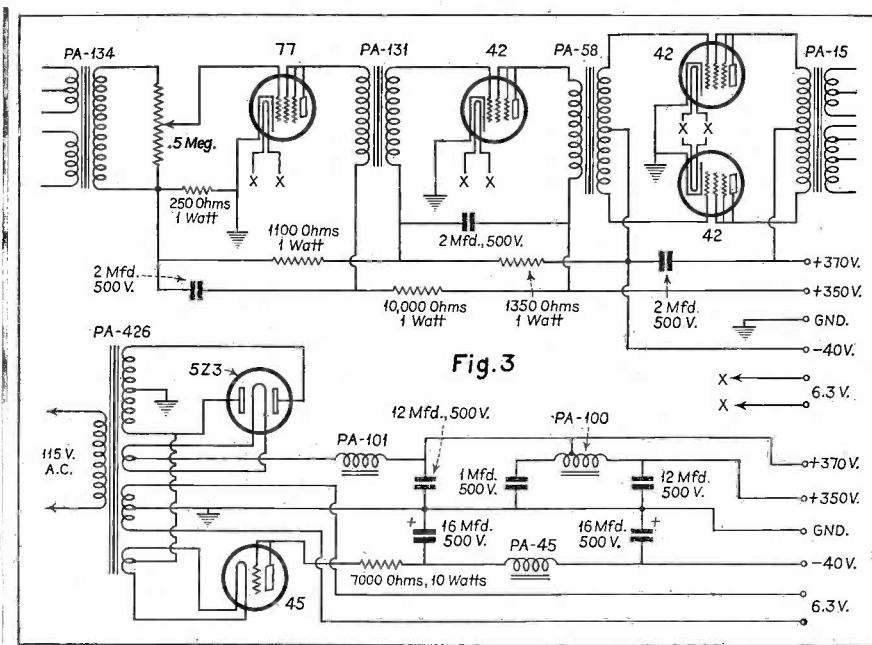 PA-134
77
PA-131
42
PA-58
42
PA-15
.5 Meg.
X X
X X
X X
250 Ohms
1 Watt
1100 Ohms
1 Watt
2 Mfd., 500 V.
42
2 Mfd.
500 V.
10,000 Ohms
1 Watt
1350 Ohms
1 Watt
2 Mfd.
500 V.
+370V.
+350V.
GND.
-40V.
X
X
6.3 V.
PA-426
5Z3
Fig.3
12 Mfd., 500 V.
PA-101
PA-100
115 V.
A.C.
1 Mfd.
500 V.
12 Mfd.
500 V.
+370V.
+350V.
+
16 Mfd.
500 V.
16 Mfd.
500 V.
+
GND.
PA-45
-40V.
7000 Ohms, 10 Watts
45
6.3 V.